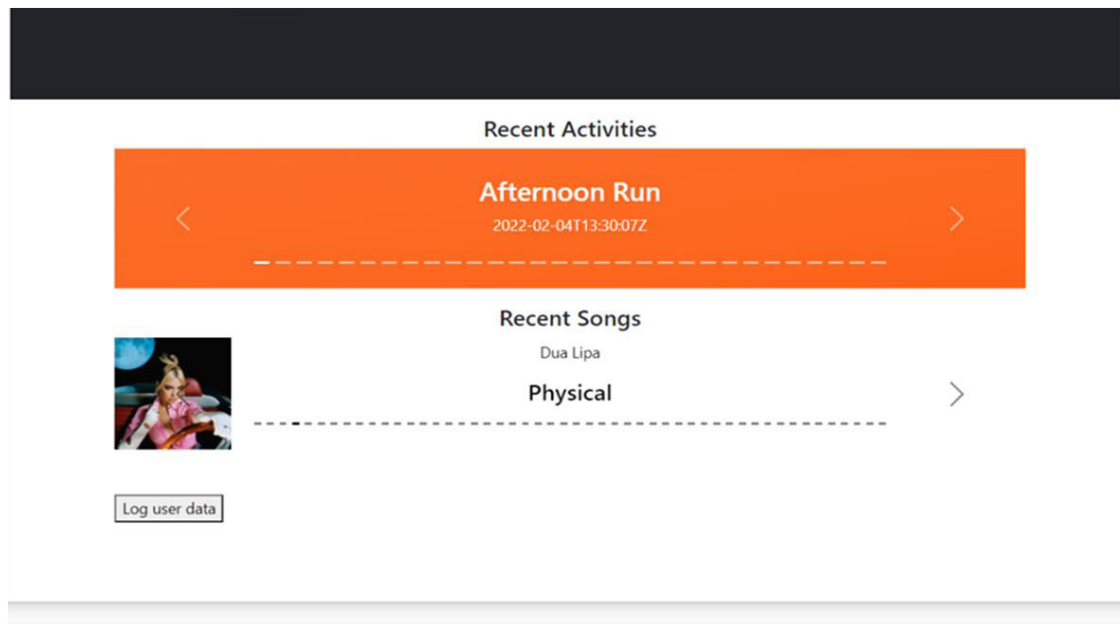 Recent Activities
Afternoon Run
2022-02-04T13:30:07Z
Recent Songs
Dua Lipa
Physical
Log user data